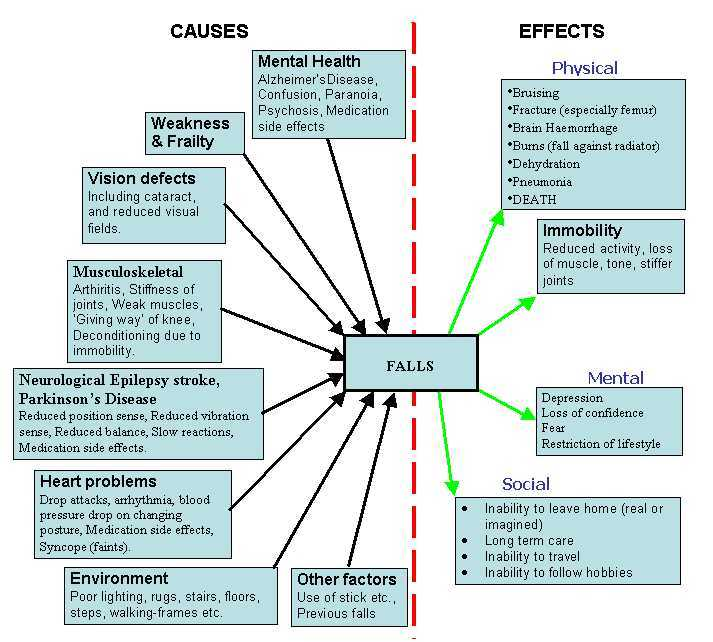 CAUSES
EFFECTS
Mental Health
Alzheimer's Disease,
Confusion, Paranoia,
Psychosis, Medication
side effects
Weakness
& Frailty
Vision defects
Including cataract,
and reduced visual
fields.
Musculoskeletal
Arthiritis, Stiffness of
joints, Weak muscles,
'Giving way' of knee,
Deconditioning due to
immobility.
Neurological Epilepsy stroke,
Parkinson's Disease
Reduced position sense, Reduced vibration
sense, Reduced balance, Slow reactions,
Medication side effects.
Heart problems
Drop attacks, arrhythmia, blood
pressure drop on changing
posture, Medication side effects,
Syncope (faints).
Environment
Poor lighting, rugs, stairs, floors,
steps, walking-frames etc.
Other factors
Use of stick etc.,
Previous falls
FALLS
Physical
•Bruising
•Fracture (especially femur)
•Brain Haemorrhage
•Burns (fall against radiator)
•Dehydration
•Pneumonia
•DEATH
Immobility
Reduced activity, loss
of muscle, tone, stiffer
joints
Mental
Depression
Loss of confidence
Fear
Restriction of lifestyle
Social
• Inability to leave home (real or
imagined)
• Long term care
• Inability to travel
• Inability to follow hobbies